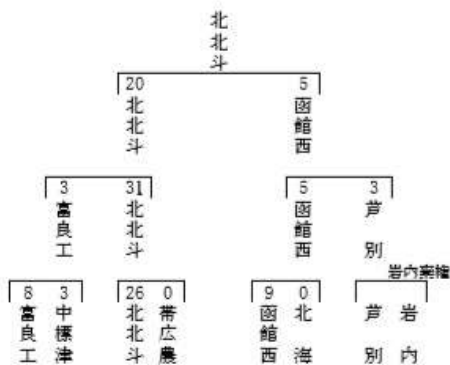 北北斗
20 5
北北斗 函館西
3 31 5 3
富良工 北北斗 函館西 芦別
岩内棄権
8 3 26 0 9 0
富良工 中標津 北北斗 帯広農 函館西 北海 芦別 岩内